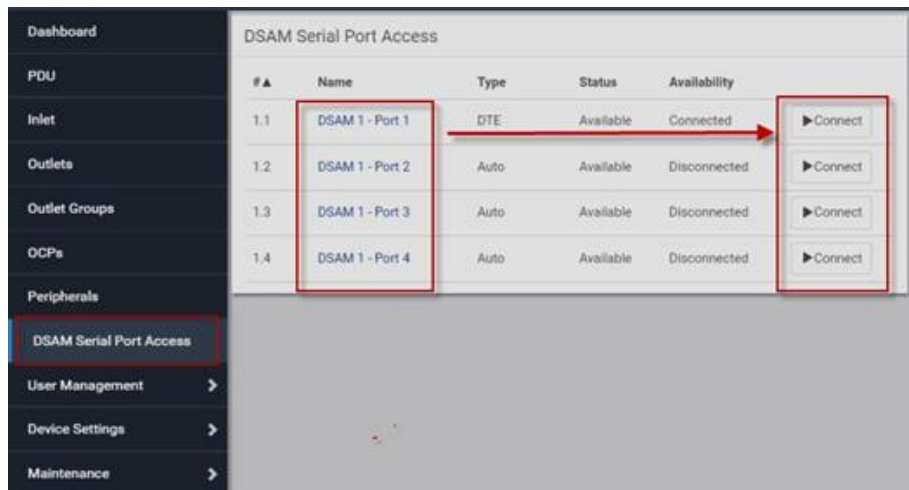 Dashboard
PDU
Inlet
Outlets
Outlet Groups
OCPs
Peripherals
DSAM Serial Port Access
User Management
Device Settings
Maintenance
DSAM Serial Port Access
#▲ Name Type Status Availability
1.1 DSAM 1 - Port 1 DTE Available Connected ▶Connect
1.2 DSAM 1 - Port 2 Auto Available Disconnected ▶Connect
1.3 DSAM 1 - Port 3 Auto Available Disconnected ▶Connect
1.4 DSAM 1 - Port 4 Auto Available Disconnected ▶Connect